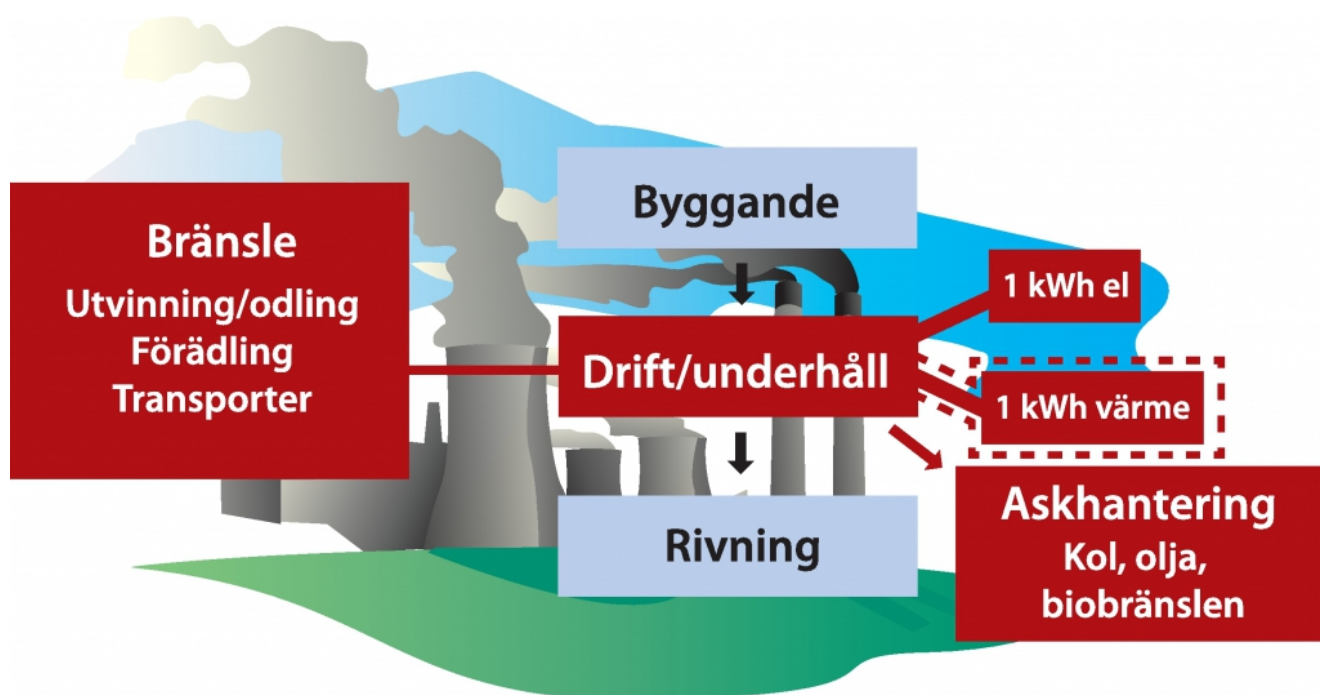 Bränsle
Utvinning/odling
Förädling
Transporter
Byggande
Drift/underhåll
Rivning
1 kWh el
1 kWh värme
Askhantering
Kol, olja,
biobränslen